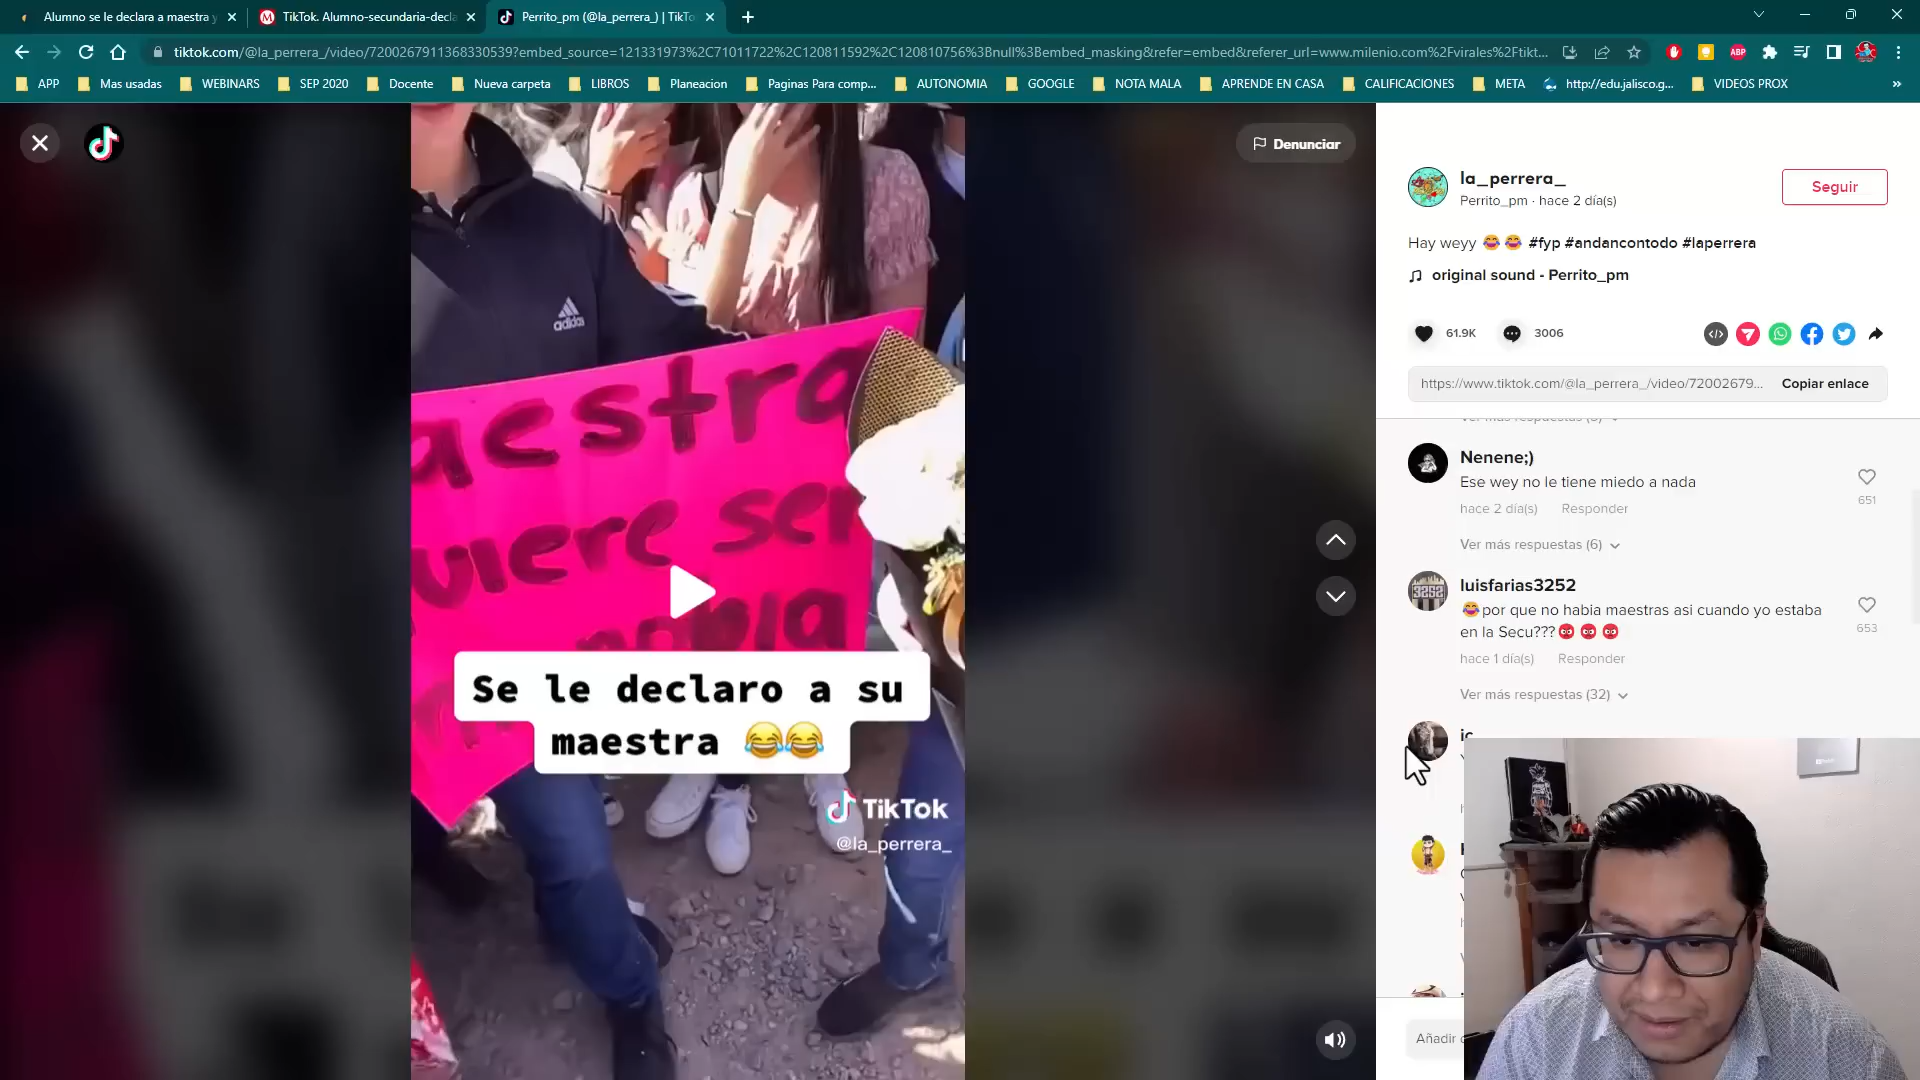 Alumno se le declara a maestra y
TikTok. Alumno-secundaria-decla
Perrito_pm (@la_perrera_) | TikTo
tiktok.com/@la_perrera_/video/7200267911368330539?embed_source=121331973%2C71011722%2C120811592%2C120810756%3Bnull%3Bembed_masking&refer=embed&referer_url=www.milenio.com%2Fvirales%2Ftikt...
ABP
APP
Mas usadas
WEBINARS
SEP 2020
Docente
Nueva carpeta
LIBROS
Planeacion
Paginas Para comp...
AUTONOMIA
GOOGLE
NOTA MALA
APRENDE EN CASA
CALIFICACIONES
META
http://edu.jalisco.g...
VIDEOS PROX
»
Denunciar
adidas
aestra
uiere ser
novia
Se le declaro a su
maestra 😂😂
TikTok
@la_perrera_
la_perrera_
Perrito_pm · hace 2 día(s)
Seguir
Hay weyy 😂😂 #fyp #andancontodo #laperrera
original sound - Perrito_pm
61.9K
3006
https://www.tiktok.com/@la_perrera_/video/72002679...
Copiar enlace
Nenene;)
Ese wey no le tiene miedo a nada
651
hace 2 día(s)
Responder
Ver más respuestas (6)
3252
luisfarias3252
😂por que no habia maestras asi cuando yo estaba
en la Secu???
653
hace 1 día(s)
Responder
Ver más respuestas (32)
Añadir